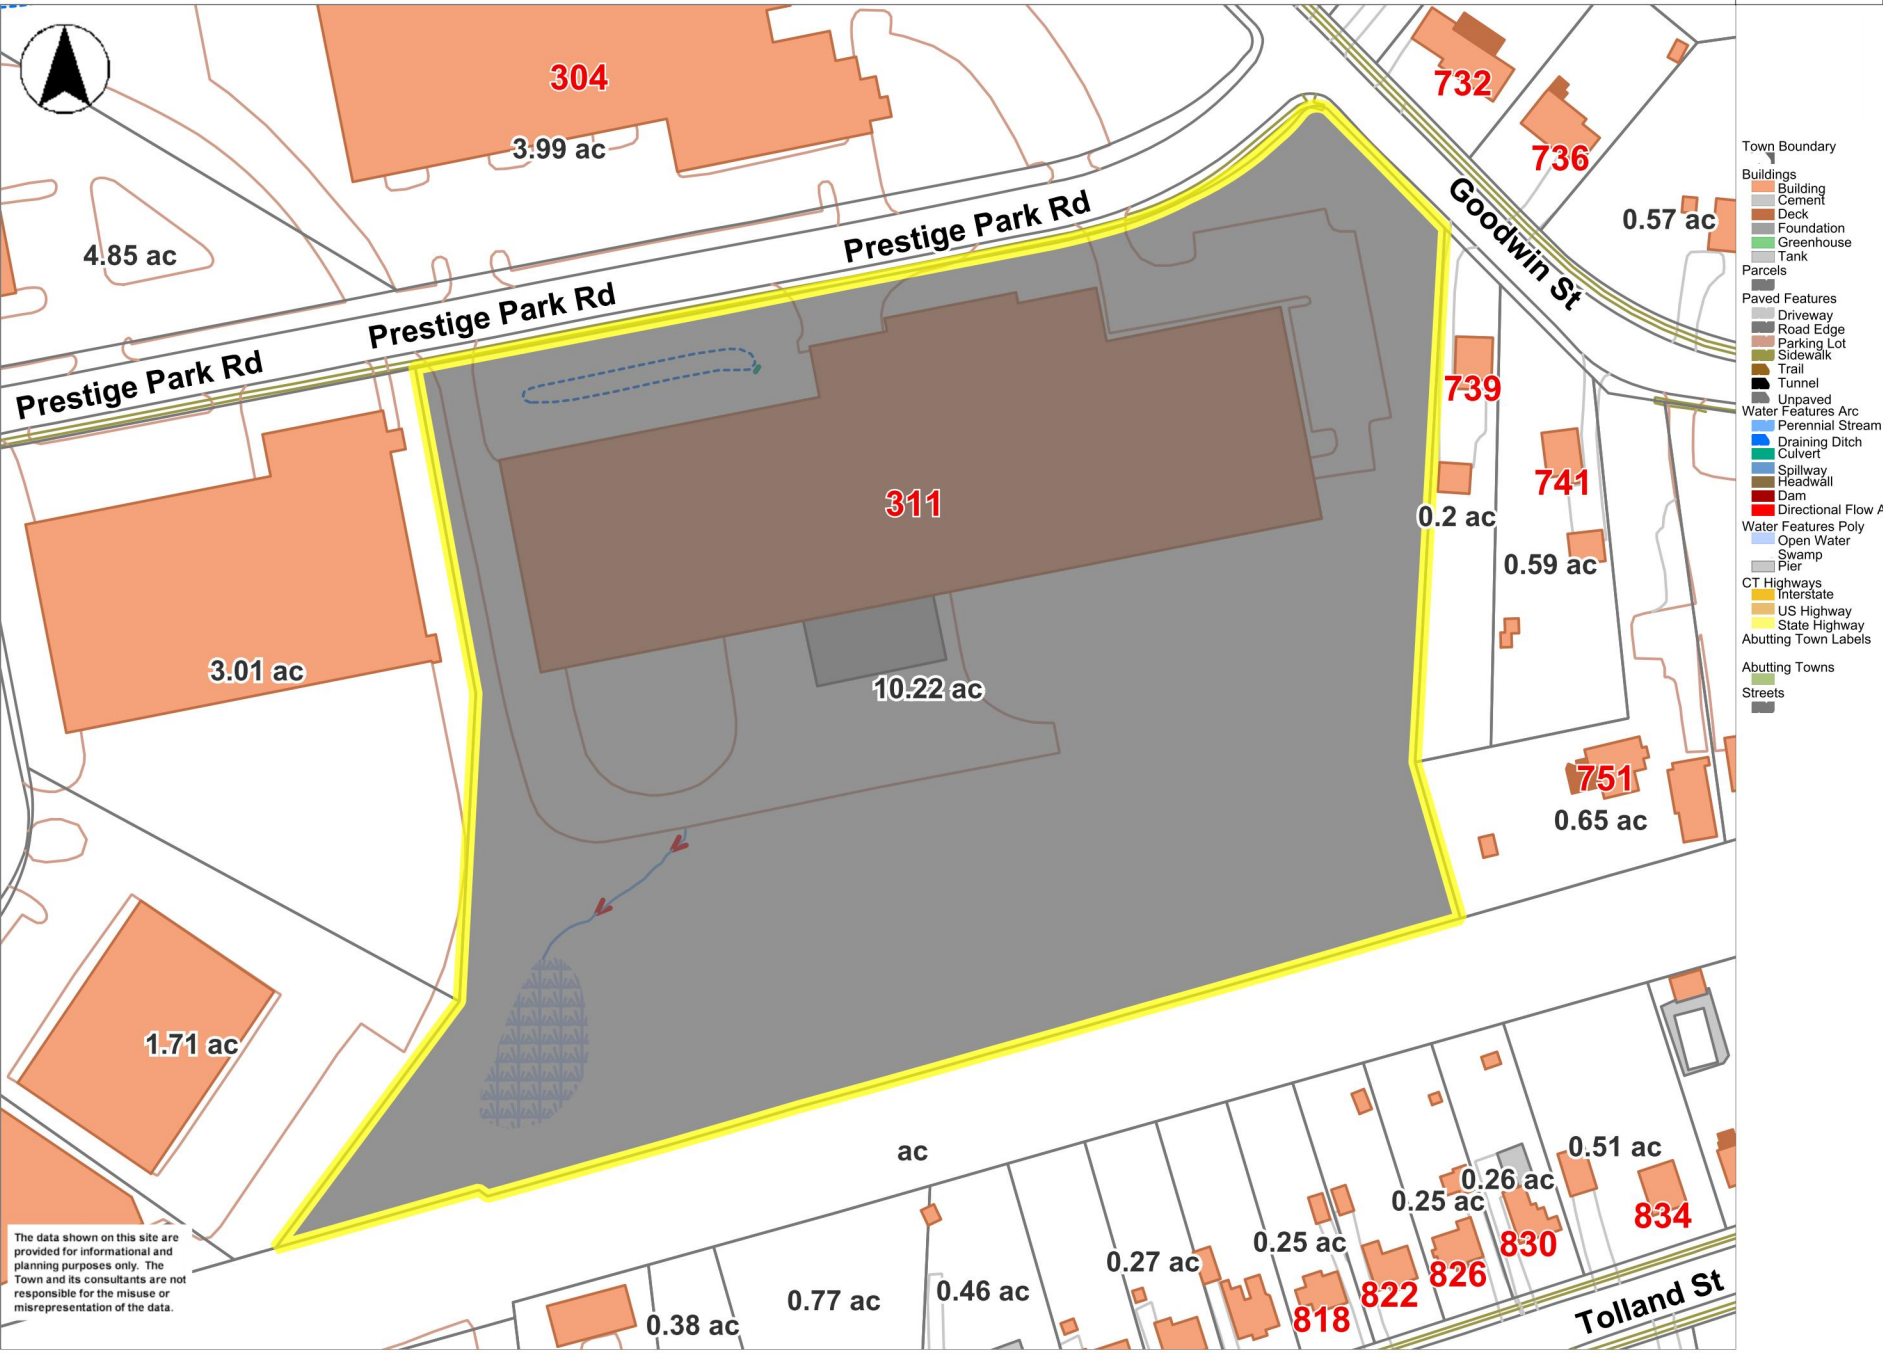 304
3.99 ac
732
736
0.57 ac
4.85 ac
Prestige Park Rd
Prestige Park Rd
Prestige Park Rd
Goodwin St
739
741
311
0.2 ac
0.59 ac
3.01 ac
10.22 ac
751
0.65 ac
1.71 ac
ac
0.51 ac
0.26 ac
0.25 ac
834
830
0.25 ac
0.27 ac
826
822
818
0.46 ac
0.77 ac
0.38 ac
Tolland St
The data shown on this site are
provided for informational and
planning purposes only. The
Town and its consultants are not
responsible for the misuse or
misrepresentation of the data.
Town Boundary
Buildings
Building
Cement
Deck
Foundation
Greenhouse
Tank
Parcels
Paved Features
Driveway
Road Edge
Parking Lot
Sidewalk
Trail
Tunnel
Unpaved
Water Features Arc
Perennial Stream
Draining Ditch
Culvert
Spillway
Headwall
Dam
Directional Flow A
Water Features Poly
Open Water
Swamp
Pier
CT Highways
Interstate
US Highway
State Highway
Abutting Town Labels
Abutting Towns
Streets